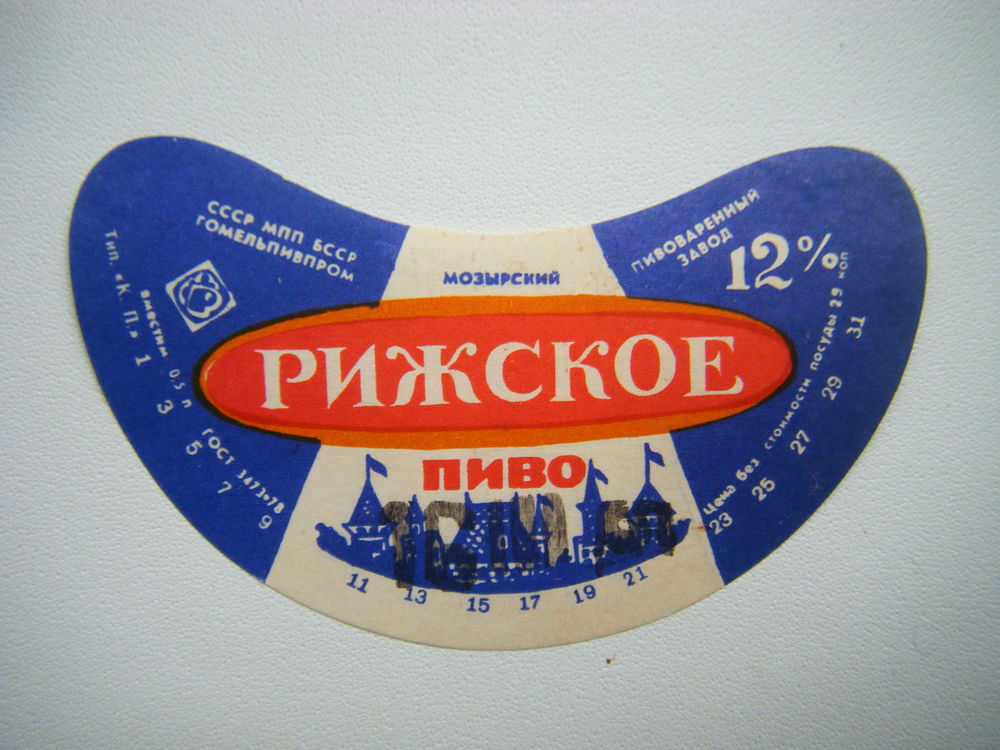 СССР МПП БССР
ГОМЕЛЬПИВПРОМ
МОЗЫРСКИЙ
ПИВОВАРЕННЫЙ
ЗАВОД
12%
РИЖСКОЕ
ПИВО
Тип. «К. П.»
Вместим 0.5 л
ГОСТ 3473-78
Цена без стоимости посуды 29 коп
1 3 5 7 9 11 13 15 17 19 21 23 25 27 29 31